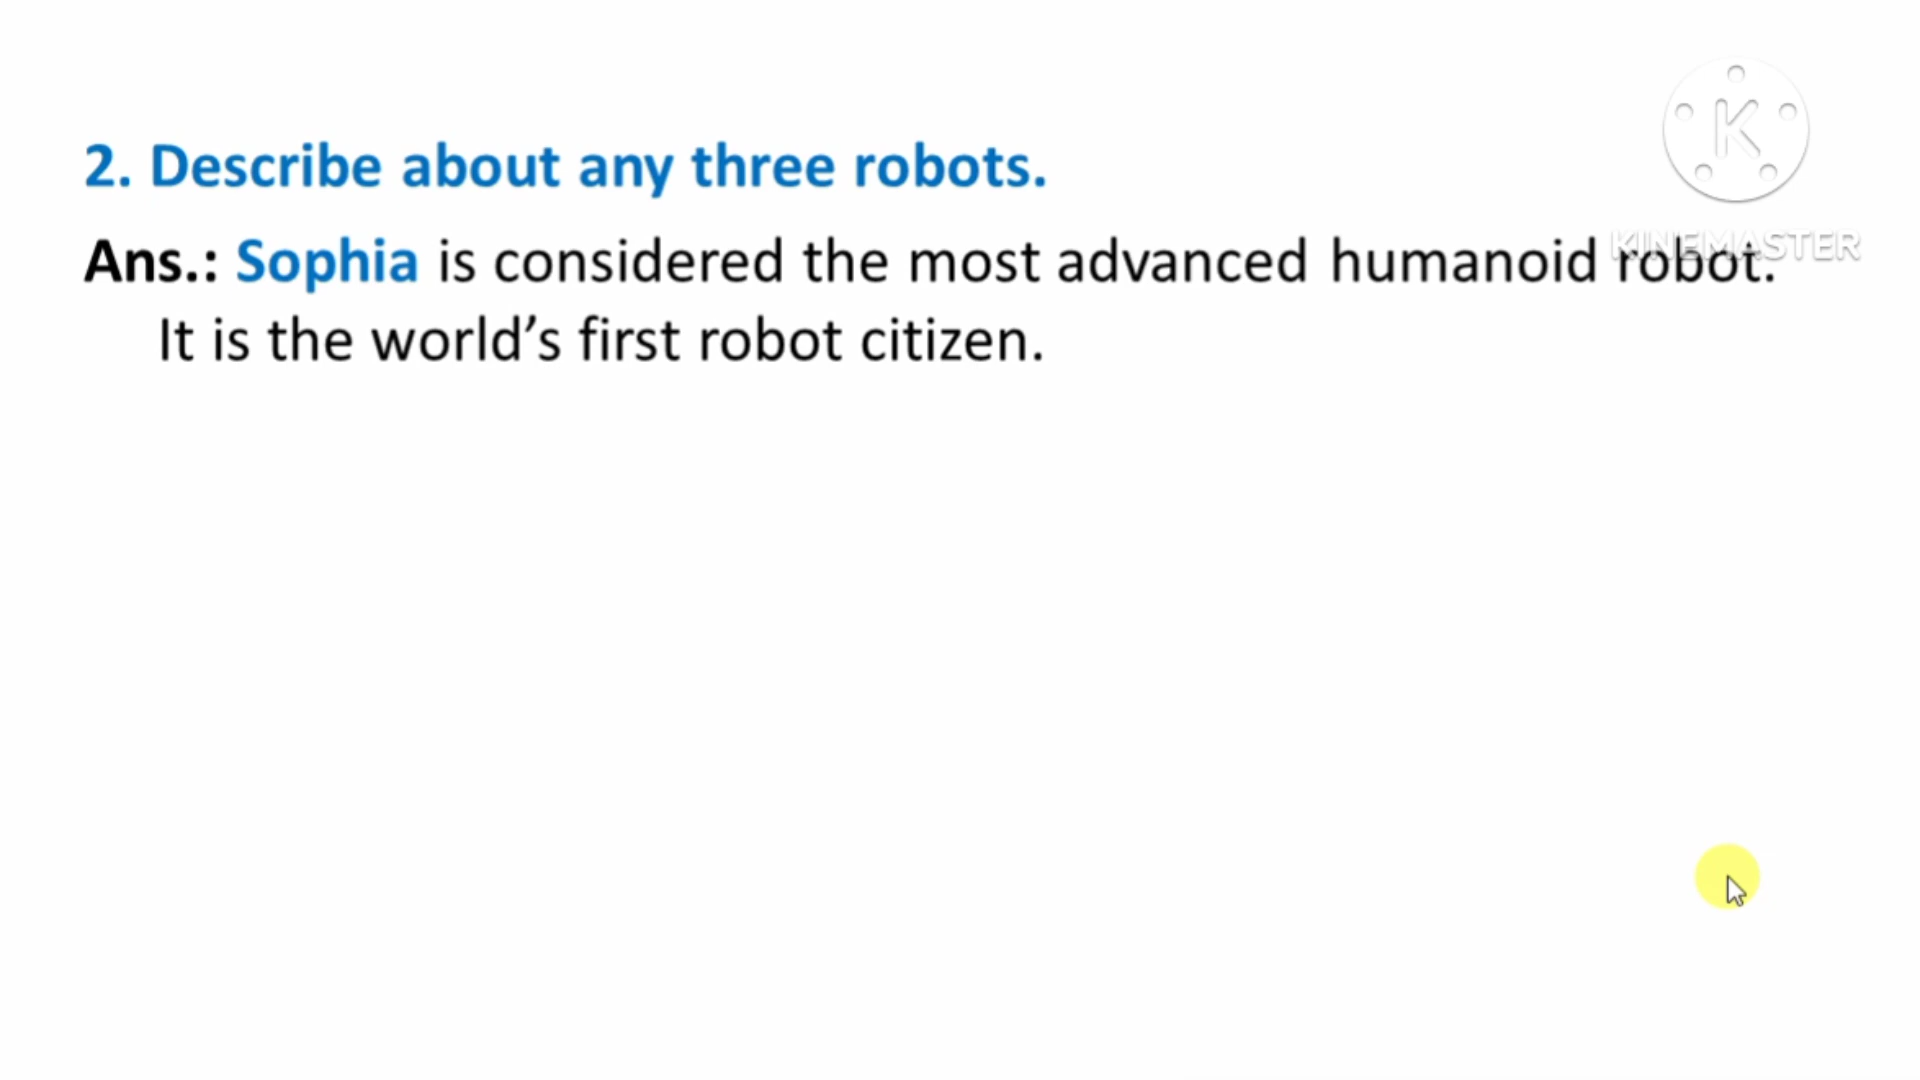 2. Describe about any three robots.
Ans.: Sophia is considered the most advanced humanoid robot.
It is the world’s first robot citizen.
K
KINEMASTER